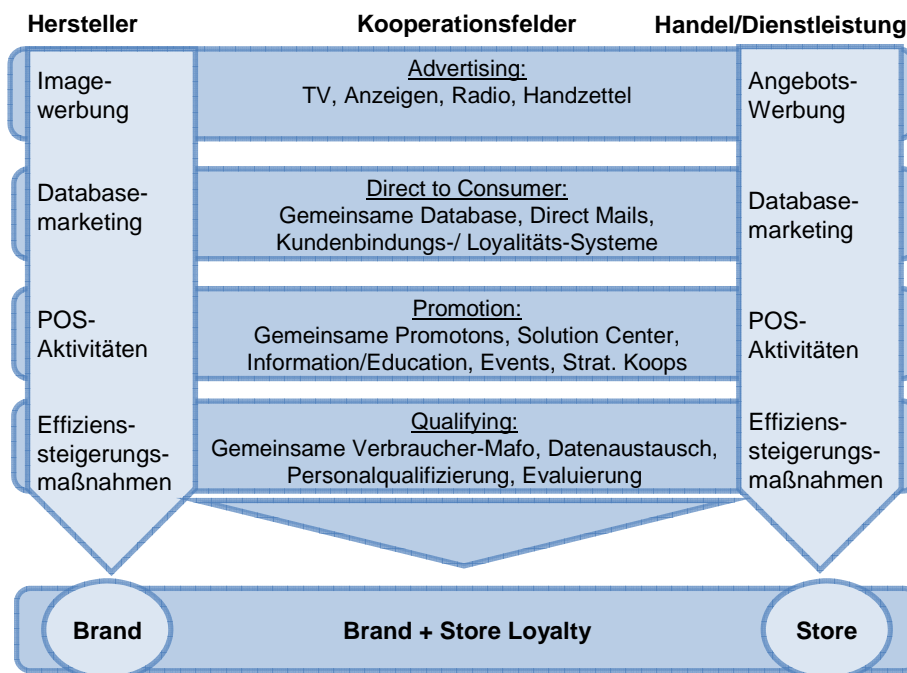 Hersteller Kooperationsfelder Handel/Dienstleistung
Image-
werbung
Advertising:
TV, Anzeigen, Radio, Handzettel
Angebots-
Werbung
Database-
marketing
Direct to Consumer:
Gemeinsame Database, Direct Mails,
Kundenbindungs-/ Loyalitäts-Systeme
Database-
marketing
POS-
Aktivitäten
Promotion:
Gemeinsame Promotons, Solution Center,
Information/Education, Events, Strat. Koops
POS-
Aktivitäten
Effiziens-
steigerungs-
maßnahmen
Qualifying:
Gemeinsame Verbraucher-Mafo, Datenaustausch,
Personalqualifizierung, Evaluierung
Effiziens-
steigerungs-
maßnahmen
Brand Brand + Store Loyalty Store